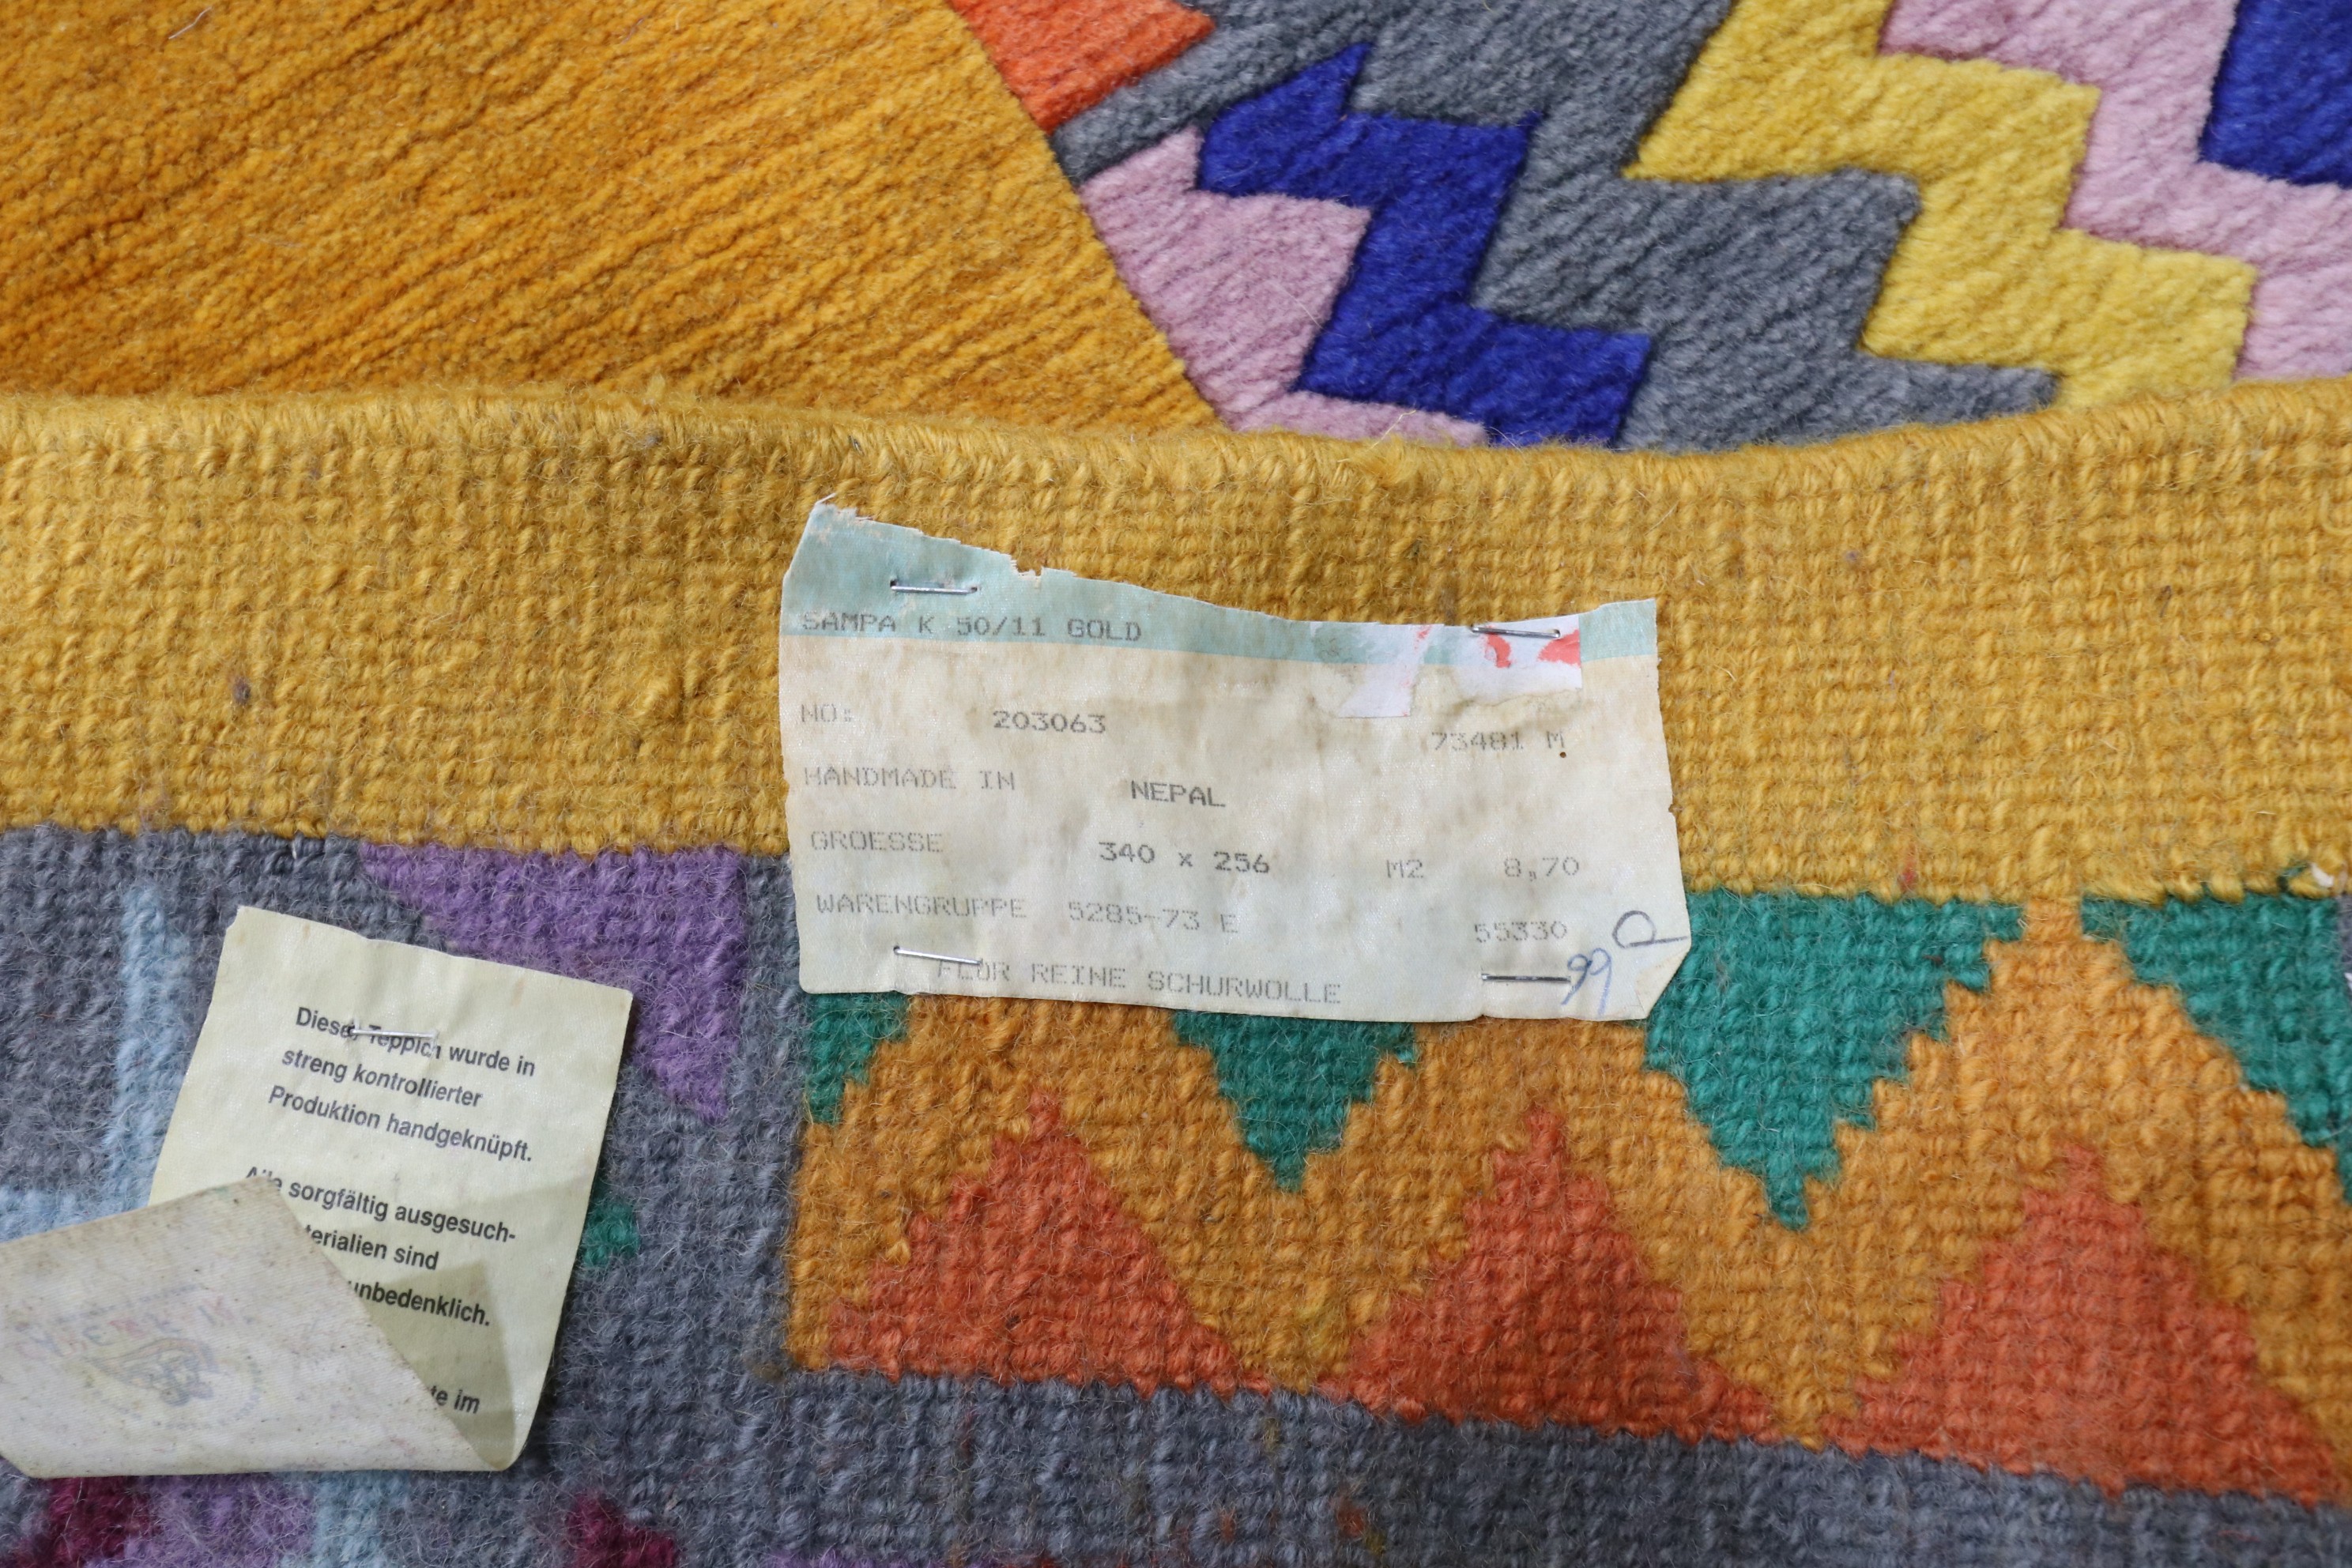 SAMPA K 50/11 GOLD
NO: 203063 73481 M
HANDMADE IN NEPAL
GROESSE 340 x 256 M2 8,70
WARENGRUPPE 5285-73 E 55330
FLOR REINE SCHURWOLLE
99
Dieser Teppich wurde in
streng kontrollierter
Produktion handgeknüpft.
Alle sorgfältig ausgesuch-
terialien sind
unbedenklich.
te im